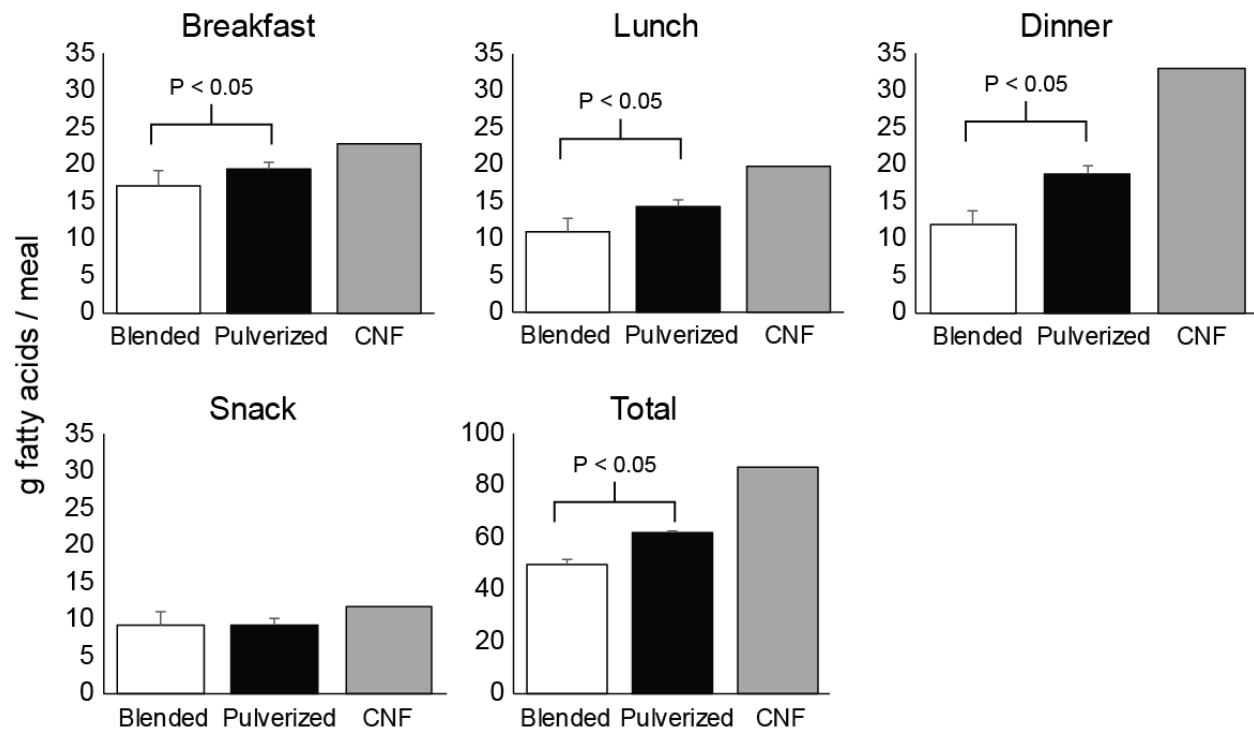 Breakfast
35
30
25
20
15
10
5
0
P < 0.05
Blended Pulverized CNF
Lunch
35
30
25
20
15
10
5
0
P < 0.05
Blended Pulverized CNF
Dinner
35
30
25
20
15
10
5
0
P < 0.05
Blended Pulverized CNF
g fatty acids / meal
Snack
35
30
25
20
15
10
5
0
Blended Pulverized CNF
Total
100
80
60
40
20
0
P < 0.05
Blended Pulverized CNF